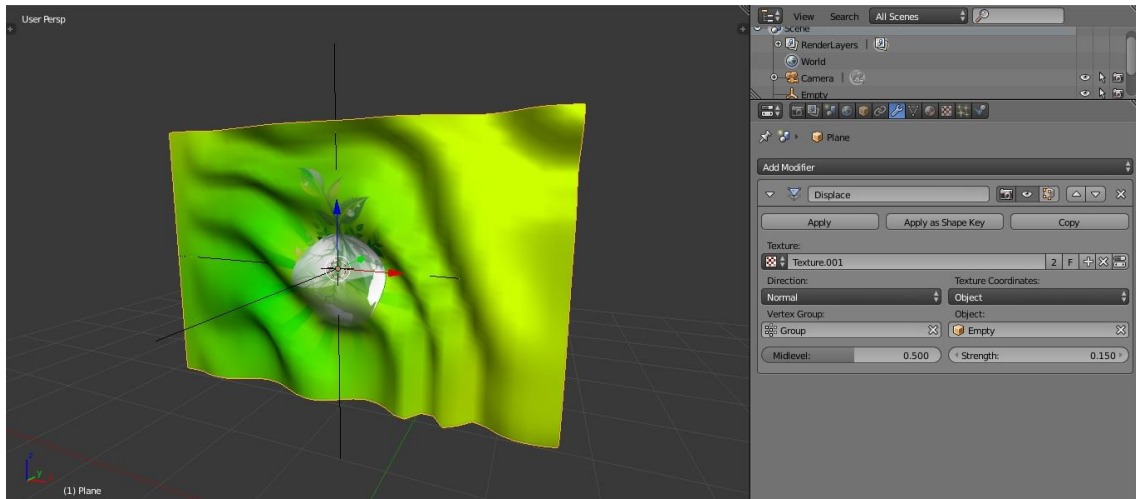 User Persp
View Search All Scenes
Scene
RenderLayers
World
Camera
Empty
Plane
Add Modifier
Displace
Apply Apply as Shape Key Copy
Texture:
Texture.001 2 F
Direction: Texture Coordinates:
Normal Object
Vertex Group: Object:
Group Empty
Midlevel: 0.500 Strength: 0.150
z
y
(1) Plane